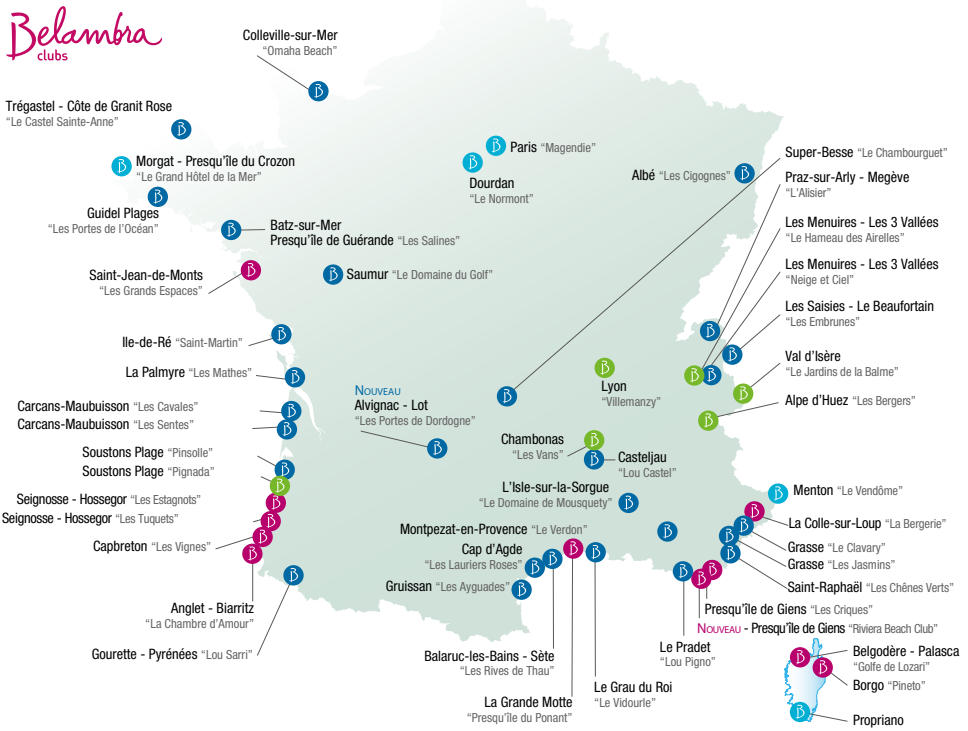 Belambra
clubs
Colleville-sur-Mer
“Omaha Beach”
Trégastel - Côte de Granit Rose
“Le Castel Sainte-Anne”
Morgat - Presqu’île du Crozon
“Le Grand Hôtel de la Mer”
Guidel Plages
“Les Portes de l’Océan”
Batz-sur-Mer
Presqu’île de Guérande “Les Salines”
Saint-Jean-de-Monts
“Les Grands Espaces”
Saumur “Le Domaine du Golf”
Paris “Magendie”
Dourdan
“Le Normont”
Albé “Les Cigognes”
Super-Besse “Le Chambourguet”
Praz-sur-Arly - Megève
“L’Alisier”
Les Menuires - Les 3 Vallées
“Le Hameau des Airelles”
Les Menuires - Les 3 Vallées
“Neige et Ciel”
Les Saisies - Le Beaufortain
“Les Embrunes”
Val d’Isère
“Le Jardins de la Balme”
Alpe d’Huez “Les Bergers”
Ile-de-Ré “Saint-Martin”
La Palmyre “Les Mathes”
Carcans-Maubuisson “Les Cavales”
Carcans-Maubuisson “Les Sentes”
Soustons Plage “Pinsolle”
Soustons Plage “Pignada”
Seignosse - Hossegor “Les Estagnots”
Seignosse - Hossegor “Les Tuquets”
Capbreton “Les Vignes”
Anglet - Biarritz
“La Chambre d’Amour”
Gourette - Pyrénées “Lou Sarri”
Nouveau
Alvignac - Lot
“Les Portes de Dordogne”
Lyon
“Villemanzy”
Chambonas
“Les Vans”
Casteljau
“Lou Castel”
L’Isle-sur-la-Sorgue
“Le Domaine de Mousquety”
Montpezat-en-Provence “Le Verdon”
Cap d’Agde
“Les Lauriers Roses”
Gruissan “Les Ayguades”
Balaruc-les-Bains - Sète
“Les Rives de Thau”
La Grande Motte
“Presqu’île du Ponant”
Le Grau du Roi
“Le Vidourle”
Le Pradet
“Lou Pigno”
Menton “Le Vendôme”
La Colle-sur-Loup “La Bergerie”
Grasse “Le Clavary”
Grasse “Les Jasmins”
Saint-Raphaël “Les Chênes Verts”
Presqu’île de Giens “Les Criques”
Nouveau - Presqu’île de Giens “Riviera Beach Club”
Belgodère - Palasca
“Golfe de Lozari”
Borgo “Pineto”
Propriano